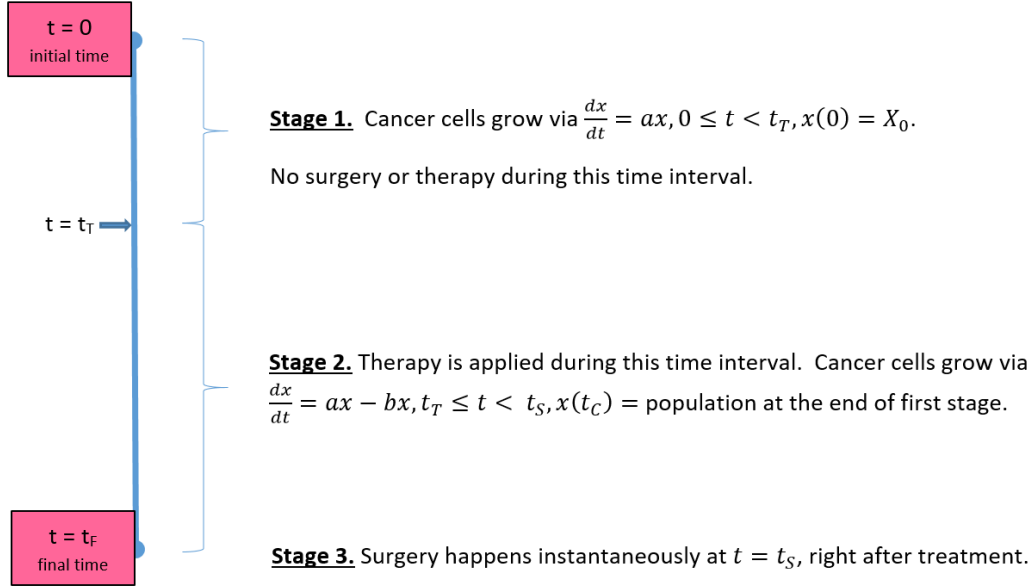 t = 0
initial time
Stage 1. Cancer cells grow via dx/dt = ax, 0 ≤ t < t_T, x(0) = X_0.
No surgery or therapy during this time interval.
t = t_T
Stage 2. Therapy is applied during this time interval. Cancer cells grow via
dx/dt = ax − bx, t_T ≤ t < t_S, x(t_C) = population at the end of first stage.
t = t_F
final time
Stage 3. Surgery happens instantaneously at t = t_S, right after treatment.